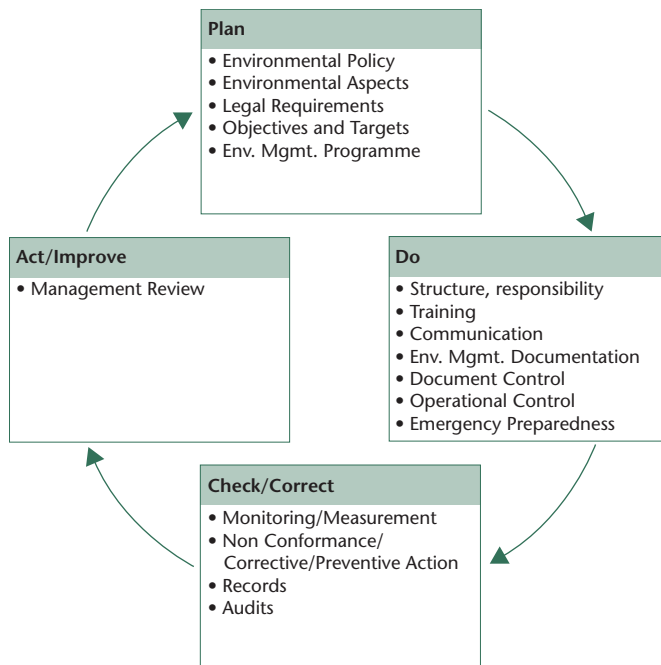 Plan
• Environmental Policy
• Environmental Aspects
• Legal Requirements
• Objectives and Targets
• Env. Mgmt. Programme
Do
• Structure, responsibility
• Training
• Communication
• Env. Mgmt. Documentation
• Document Control
• Operational Control
• Emergency Preparedness
Check/Correct
• Monitoring/Measurement
• Non Conformance/
Corrective/Preventive Action
• Records
• Audits
Act/Improve
• Management Review